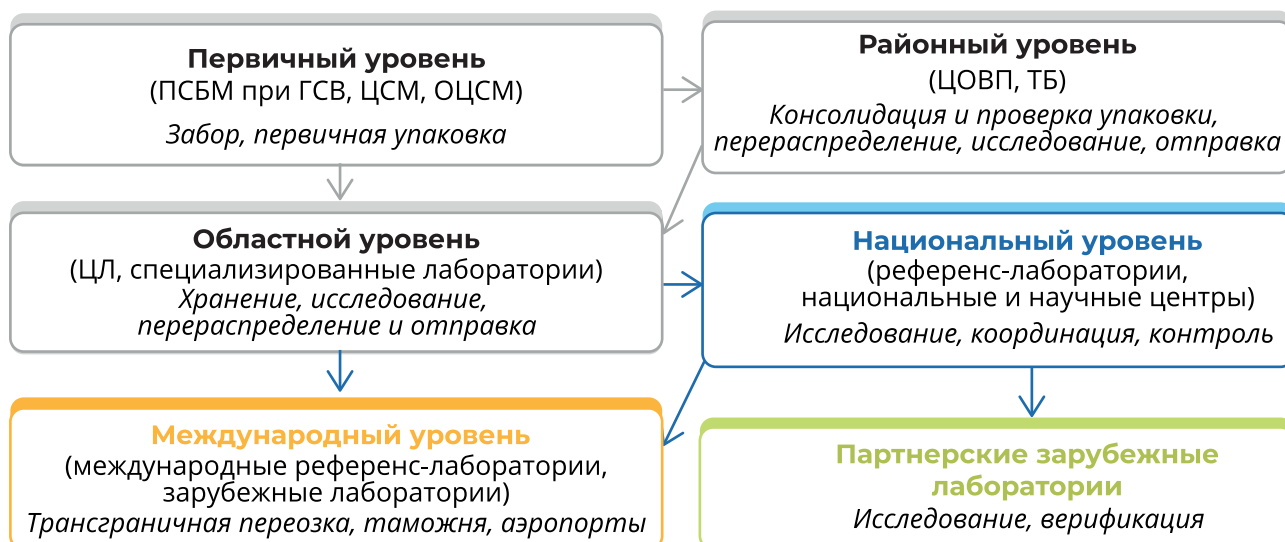 Первичный уровень
(ПСБМ при ГСВ, ЦСМ, ОЦСМ)
Забор, первичная упаковка
Районный уровень
(ЦОВП, ТБ)
Консолидация и проверка упаковки,
перераспределение, исследование, отправка
Областной уровень
(ЦЛ, специализированные лаборатории)
Хранение, исследование,
перераспределение и отправка
Национальный уровень
(референс-лаборатории,
национальные и научные центры)
Исследование, координация, контроль
Международный уровень
(международные референс-лаборатории,
зарубежные лаборатории)
Трансграничная переозка, таможня, аэропорты
Партнерские зарубежные
лаборатории
Исследование, верификация